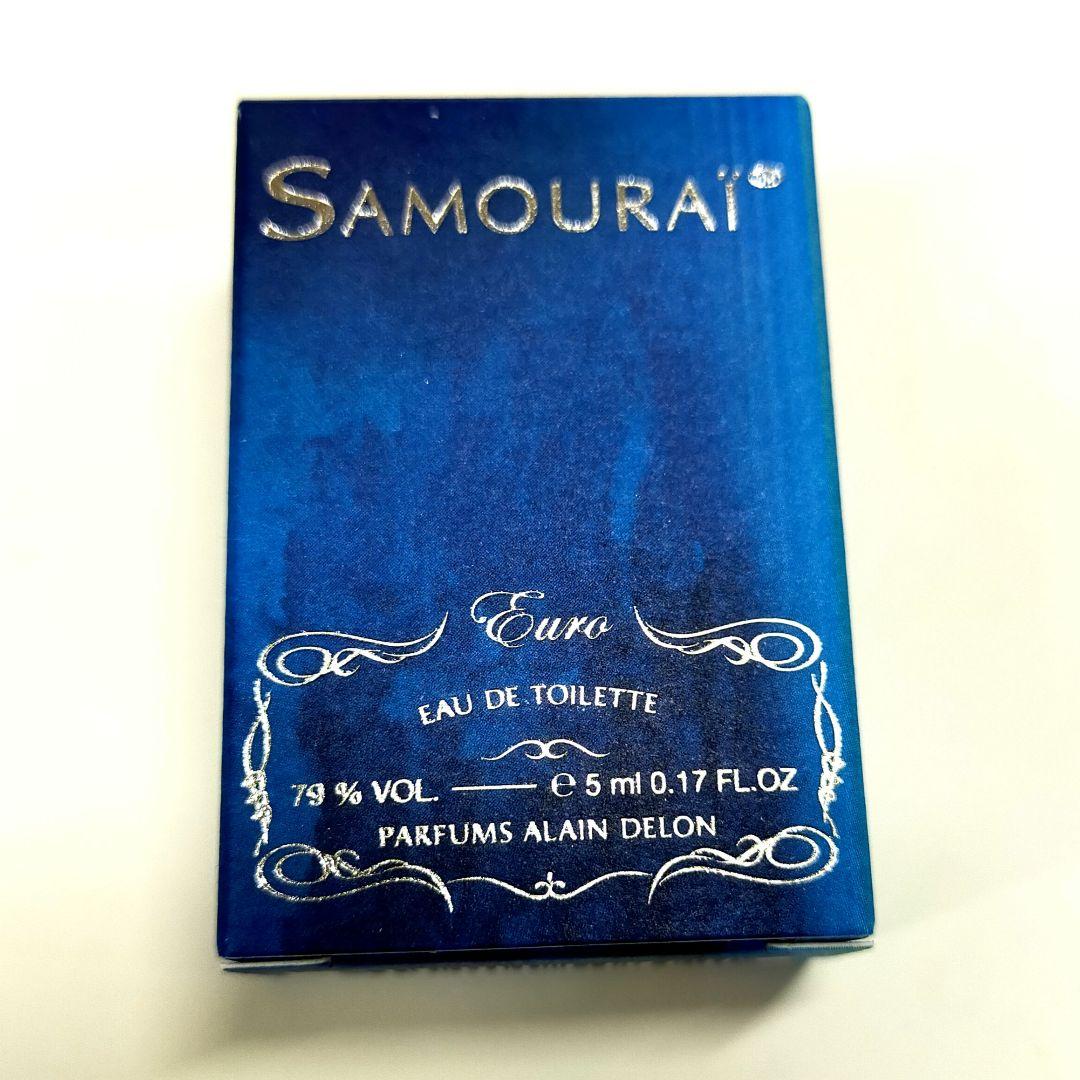 SAMOURAÏ®
Euro
EAU DE TOILETTE
79 % VOL. —— ℮ 5 ml 0.17 FL.OZ
PARFUMS ALAIN DELON